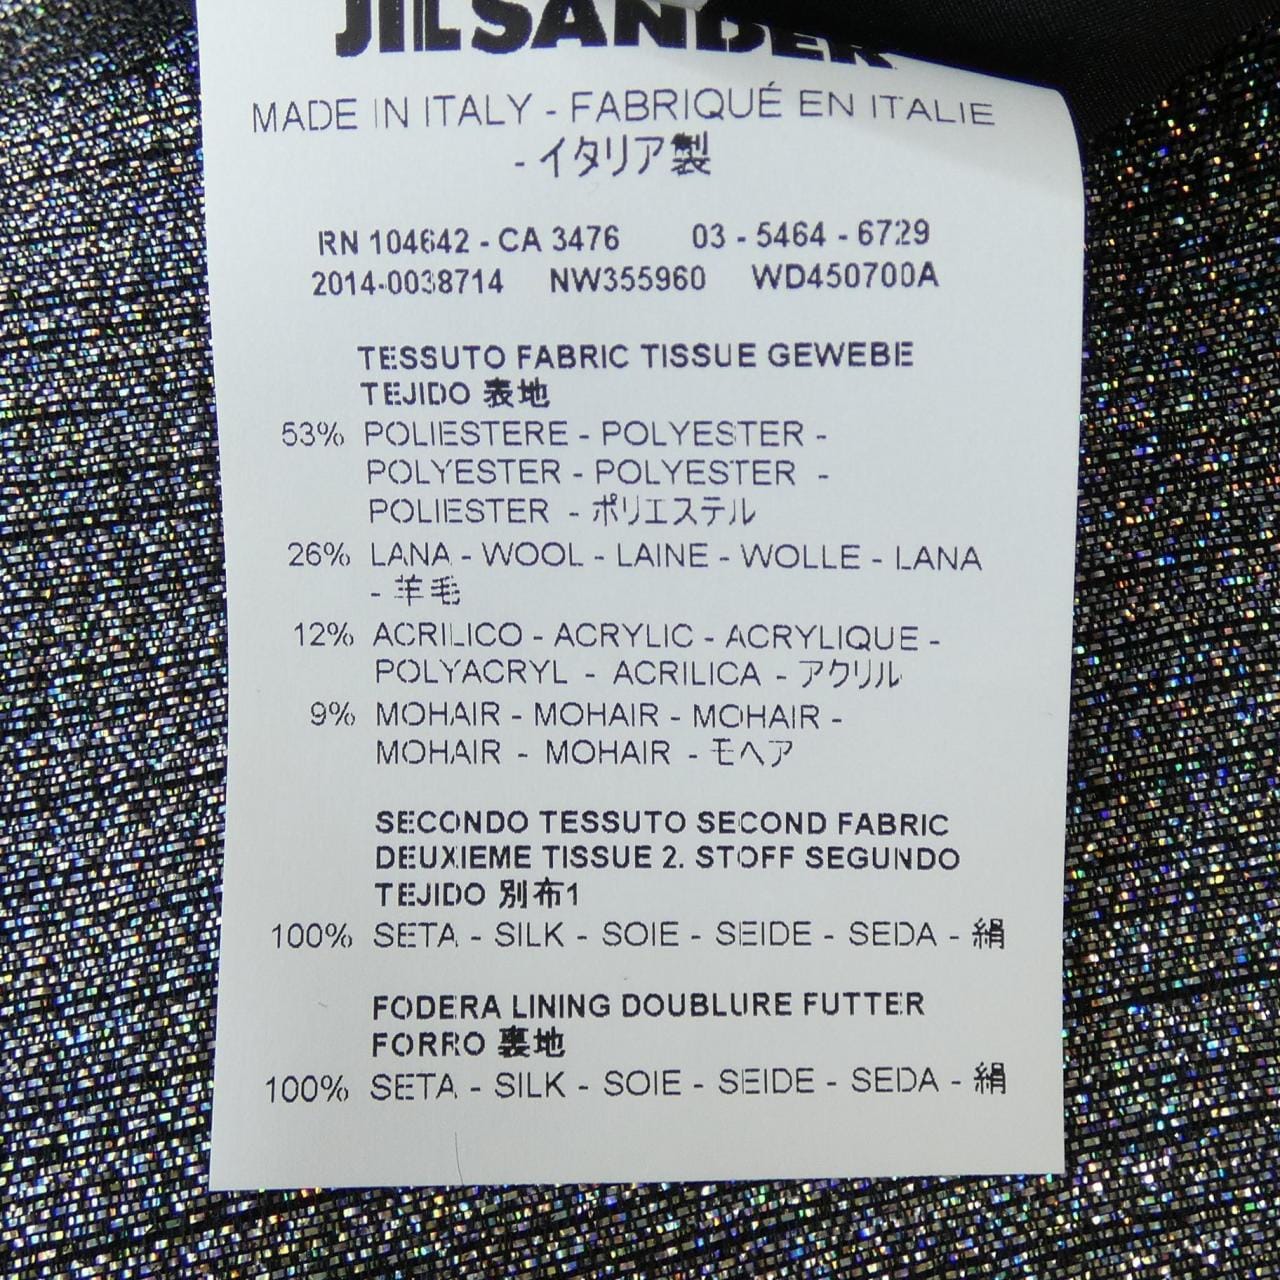 JIL SANDER
MADE IN ITALY - FABRIQUÉ EN ITALIE
- イタリア製
RN 104642 - CA 3476 03 - 5464 - 6729
2014-0038714 NW355960 WD450700A
TESSUTO FABRIC TISSUE GEWEBE
TEJIDO 表地
53% POLIESTERE - POLYESTER -
POLYESTER - POLYESTER -
POLIESTER - ポリエステル
26% LANA - WOOL - LAINE - WOLLE - LANA
- 羊毛
12% ACRILICO - ACRYLIC - ACRYLIQUE -
POLYACRYL - ACRILICA - アクリル
9% MOHAIR - MOHAIR - MOHAIR -
MOHAIR - MOHAIR - モヘア
SECONDO TESSUTO SECOND FABRIC
DEUXIEME TISSUE 2. STOFF SEGUNDO
TEJIDO 別布1
100% SETA - SILK - SOIE - SEIDE - SEDA - 絹
FODERA LINING DOUBLURE FUTTER
FORRO 裏地
100% SETA - SILK - SOIE - SEIDE - SEDA - 絹